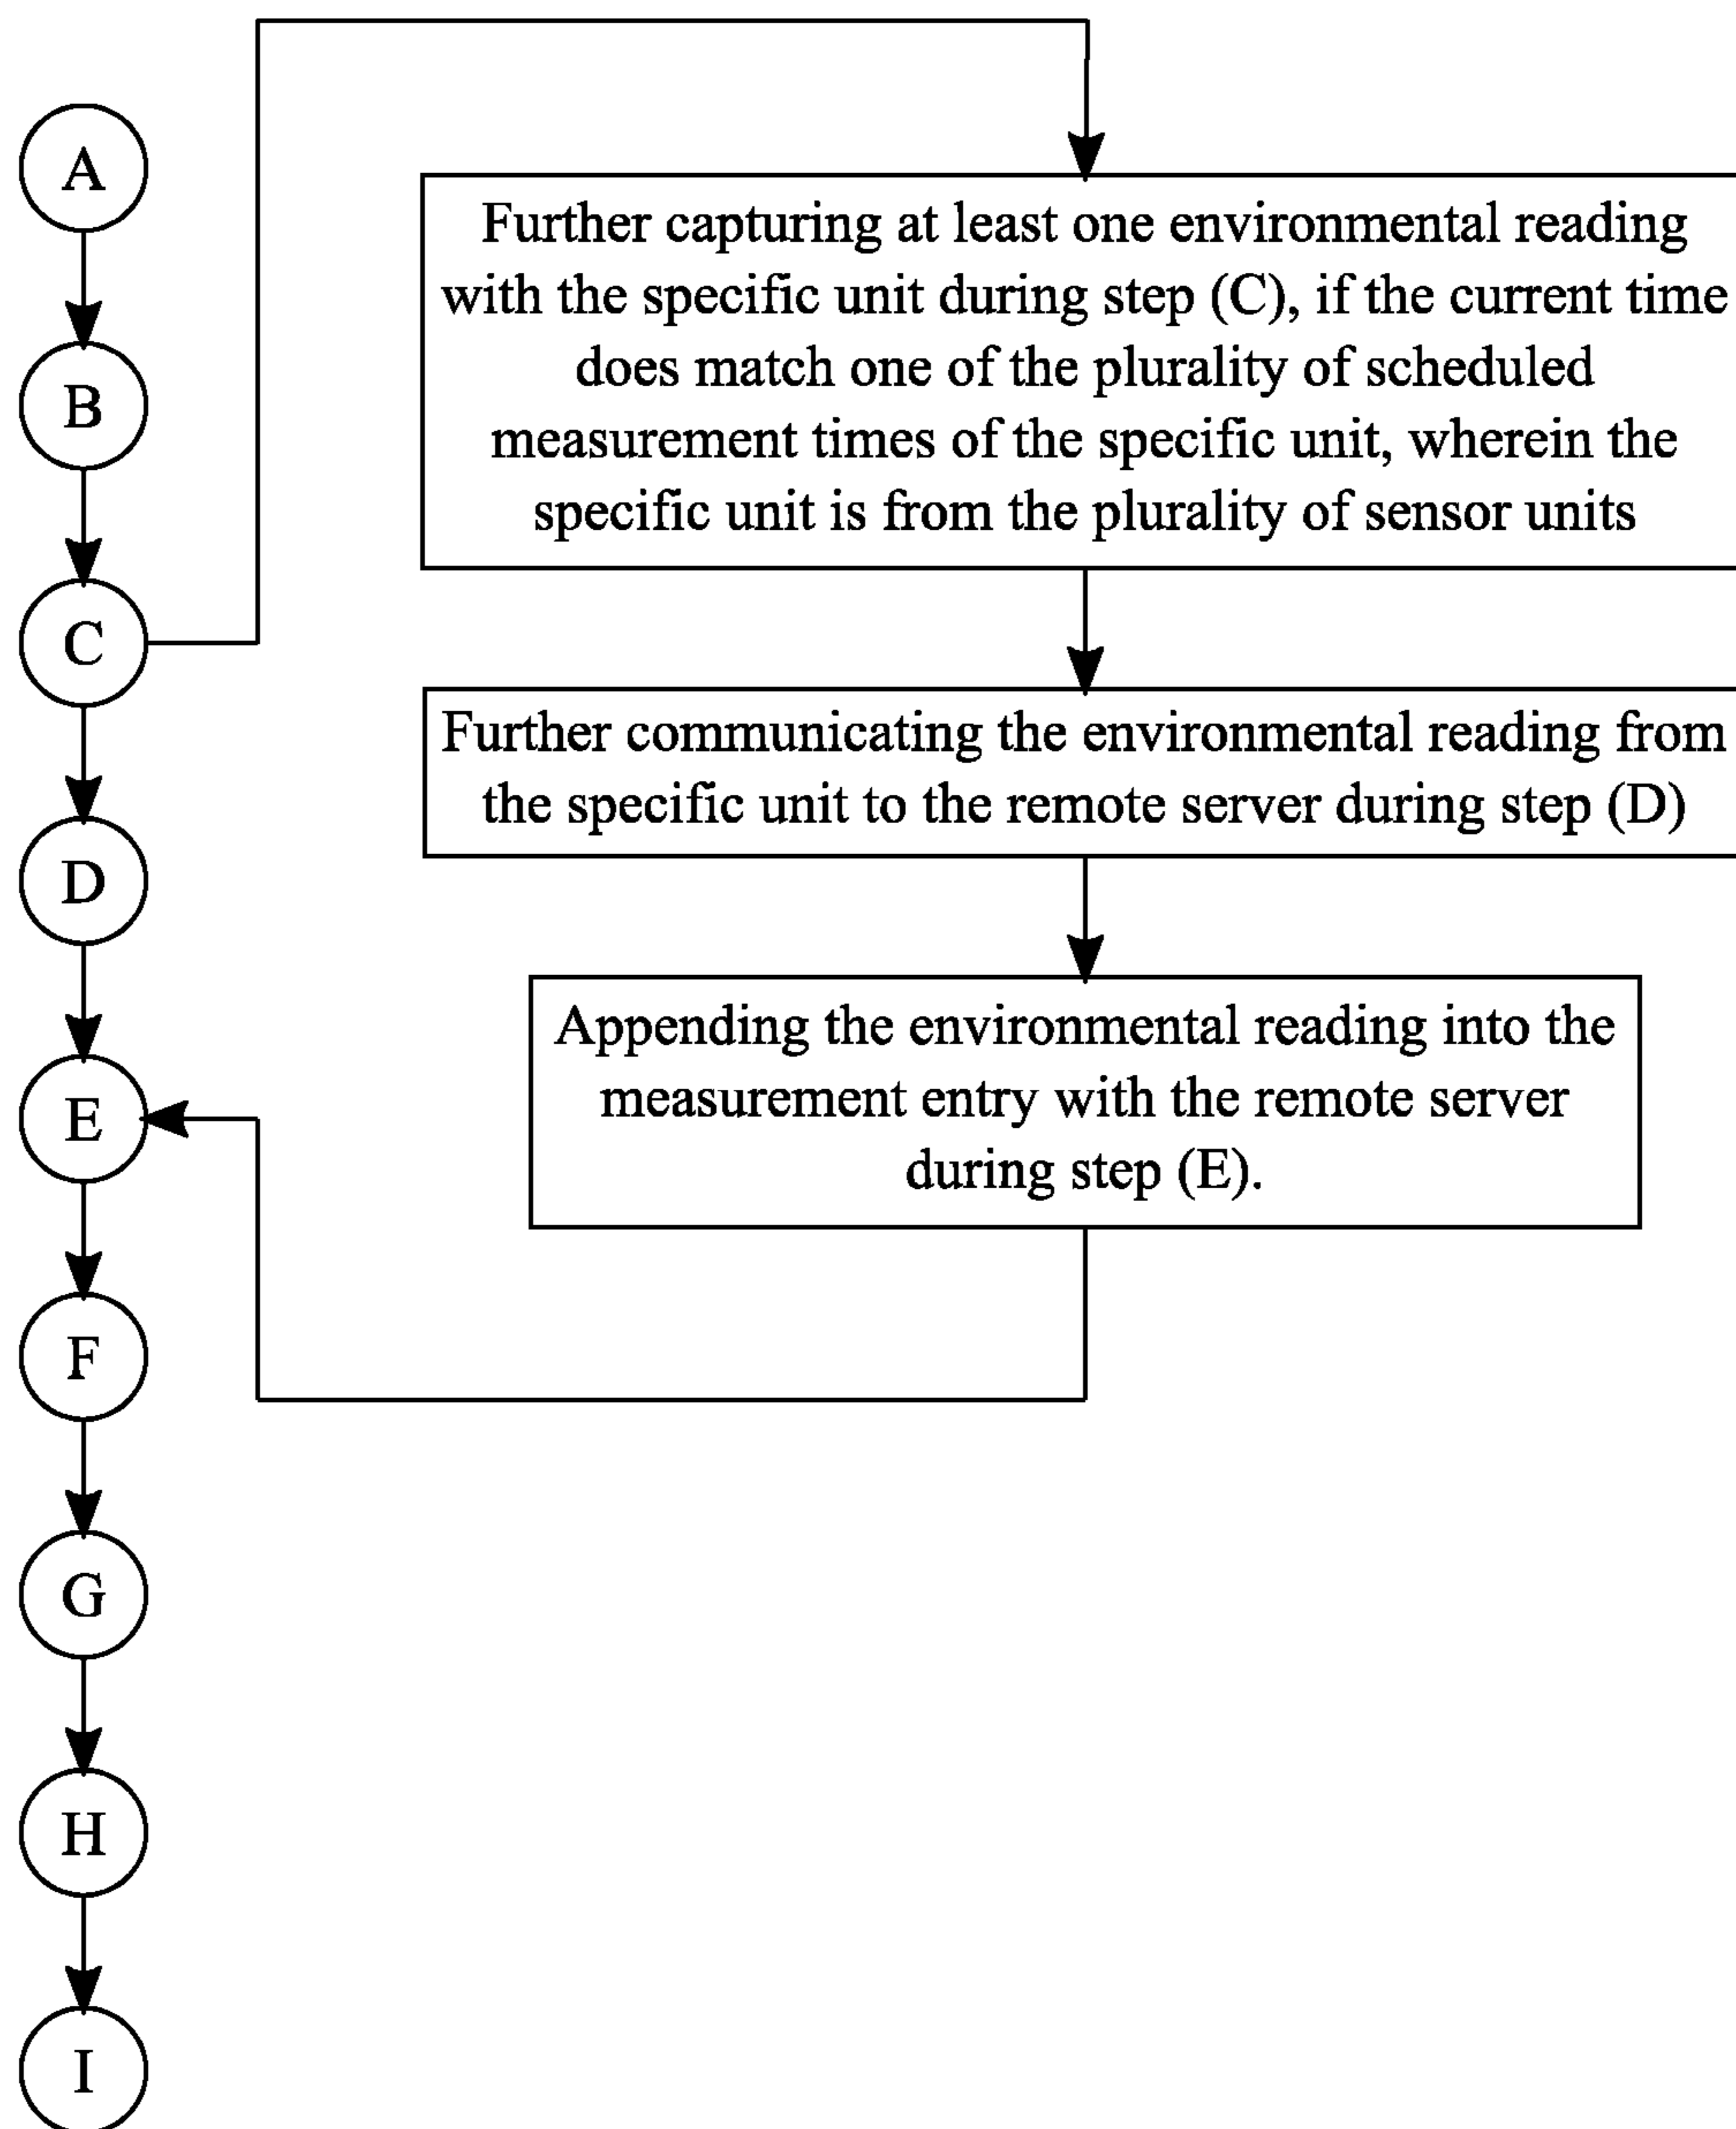 A
B
C
D
E
F
G
H
I
Further capturing at least one environmental reading
with the specific unit during step (C), if the current time
does match one of the plurality of scheduled
measurement times of the specific unit, wherein the
specific unit is from the plurality of sensor units
Further communicating the environmental reading from
the specific unit to the remote server during step (D)
Appending the environmental reading into the
measurement entry with the remote server
during step (E).